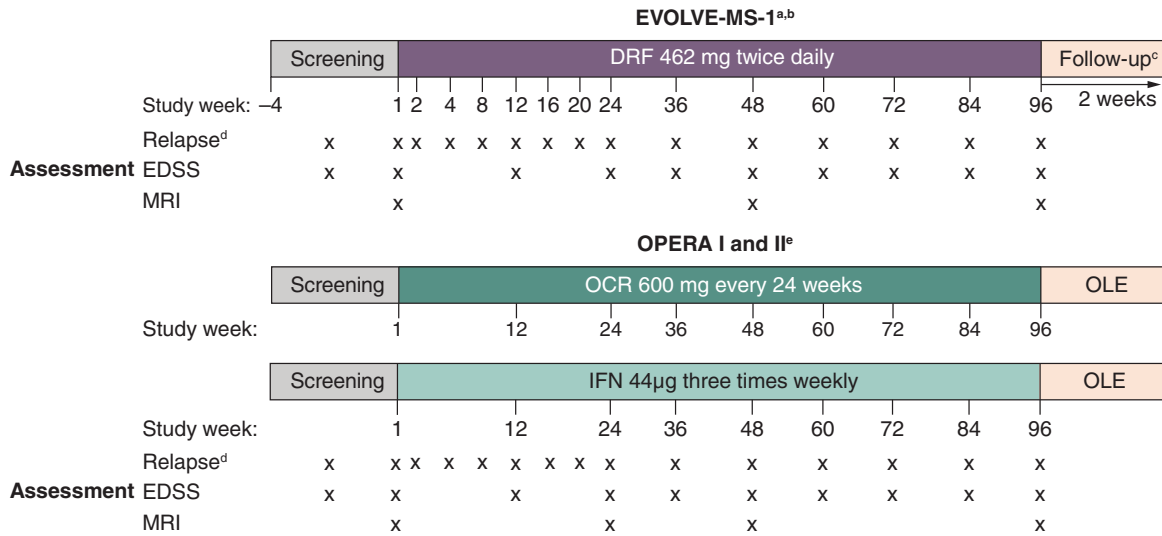 EVOLVE-MS-1a,b
Screening DRF 462 mg twice daily Follow-upc
Study week: –4 1 2 4 8 12 16 20 24 36 48 60 72 84 96 2 weeks
Relapsed x x x x x x x x x x x x x x x
Assessment EDSS x x x x x x x x x x
MRI x x x
OPERA I and IIe
Screening OCR 600 mg every 24 weeks OLE
Study week: 1 12 24 36 48 60 72 84 96
Screening IFN 44μg three times weekly OLE
Study week: 1 12 24 36 48 60 72 84 96
Relapsed x x x x x x x x x x x x x x x
Assessment EDSS x x x x x x x x x x
MRI x x x x